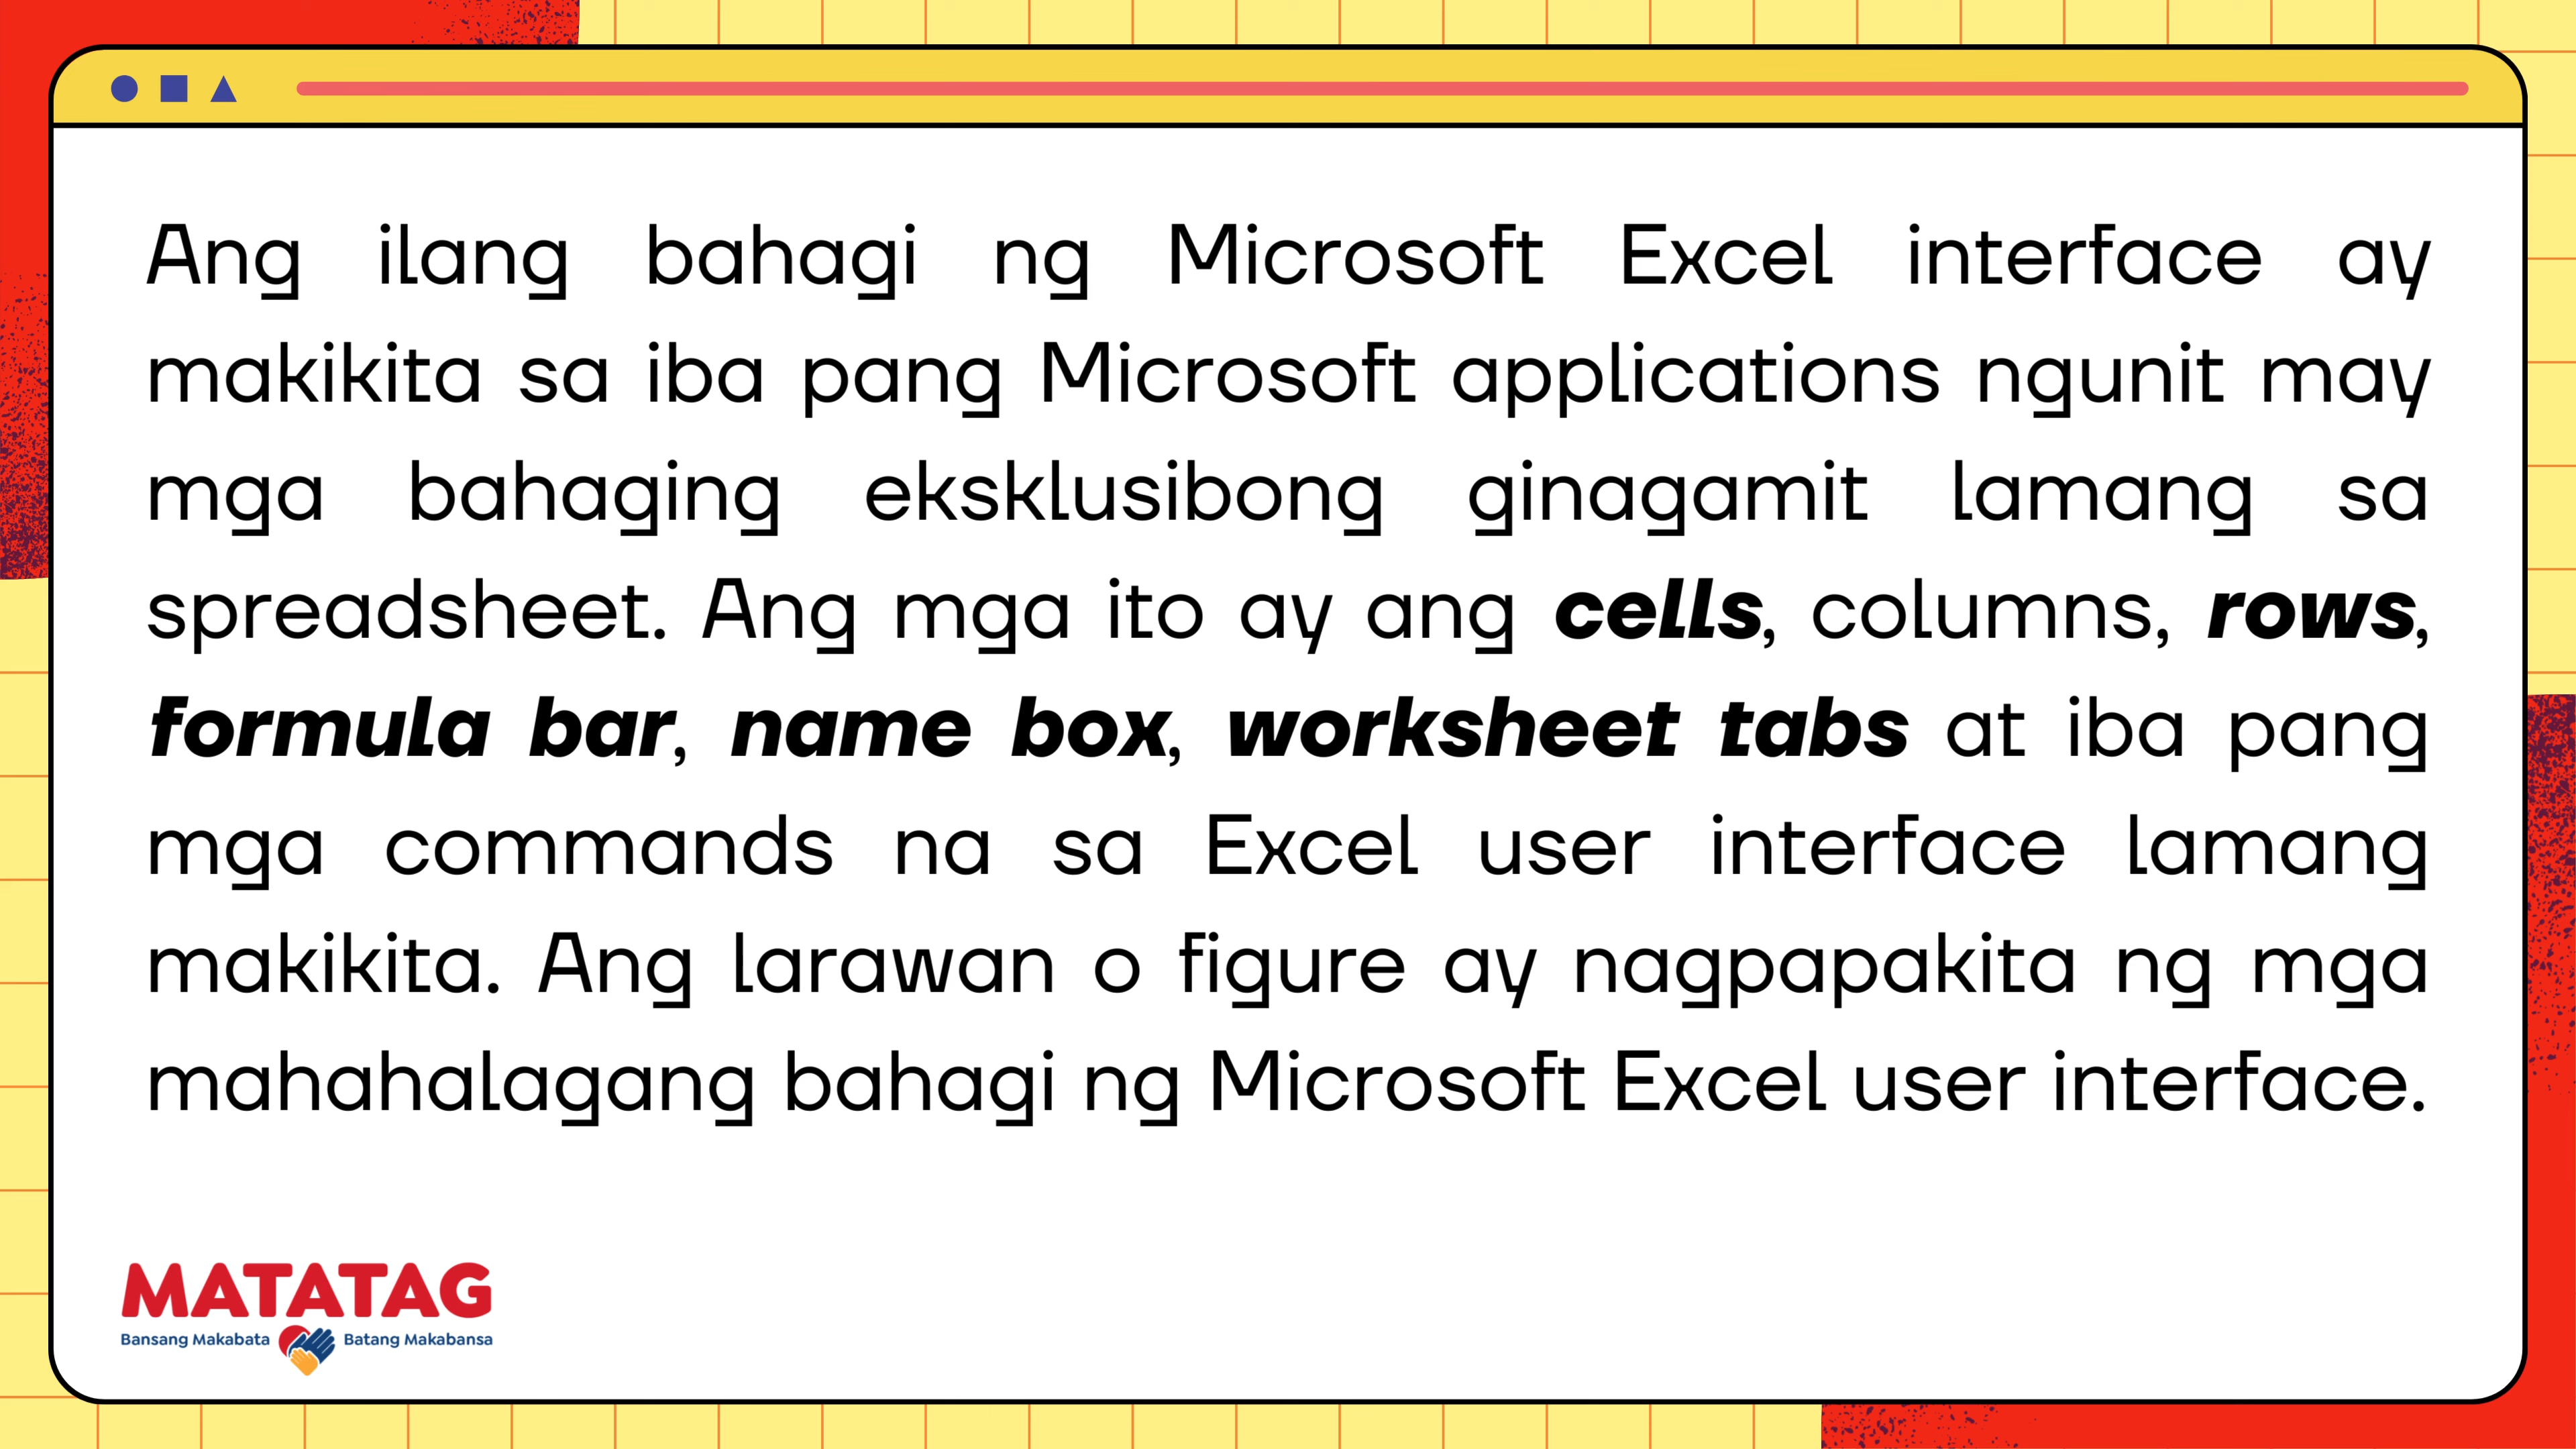 Ang ilang bahagi ng Microsoft Excel interface ay
makikita sa iba pang Microsoft applications ngunit may
mga bahaging eksklusibong ginagamit lamang sa
spreadsheet. Ang mga ito ay ang cells, columns, rows,
formula bar, name box, worksheet tabs at iba pang
mga commands na sa Excel user interface lamang
makikita. Ang larawan o figure ay nagpapakita ng mga
mahahalagang bahagi ng Microsoft Excel user interface.
MATATAG
Bansang Makabata Batang Makabansa